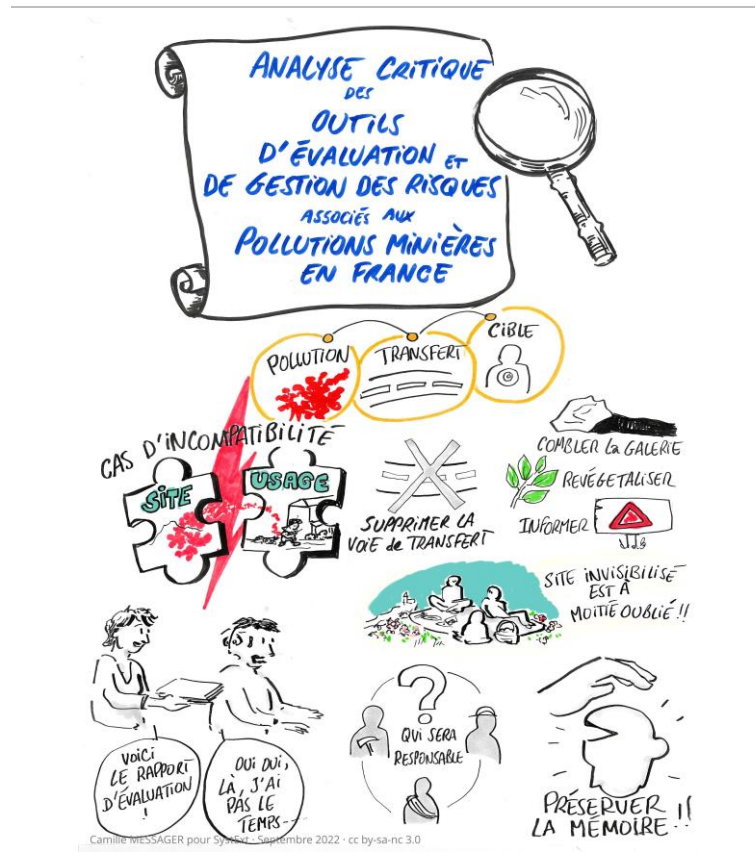 ANALYSE CRITIQUE
DES
OUTILS
D'ÉVALUATION ET
DE GESTION DES RISQUES
ASSOCIÉS AUX
POLLUTIONS MINIÈRES
EN FRANCE
POLLUTION
TRANSFERT
CIBLE
CAS D'INCOMPATIBILITÉ
SITE
USAGE
SUPPRIMER LA
VOIE de TRANSFERT
COMBLER la GALERIE
REVÉGETALISER
INFORMER
SITE INVISIBILISÉ
EST À
MOITIÉ OUBLIÉ !!
VOICI
LE RAPPORT
D'ÉVALUATION
!
OUI OUI,
LÀ, J'AI
PAS LE
TEMPS--
?
QUI SERA
RESPONSABLE
PRÉSERVER
LA MÉMOIRE !!
Camille MESSAGER pour SystExt - Septembre 2022 - cc by-sa-nc 3.0